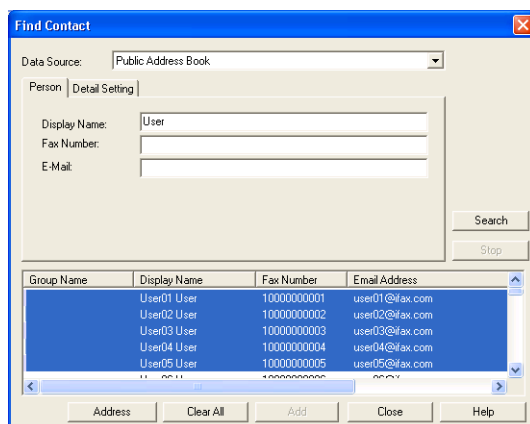 Find Contact
Data Source: Public Address Book
Person Detail Setting
Display Name: User
Fax Number:
E-Mail:
Search
Stop
Group Name Display Name Fax Number Email Address
User01 User 10000000001 user01@ifax.com
User02 User 10000000002 user02@ifax.com
User03 User 10000000003 user03@ifax.com
User04 User 10000000004 user04@ifax.com
User05 User 10000000005 user05@ifax.com
Address Clear All Add Close Help